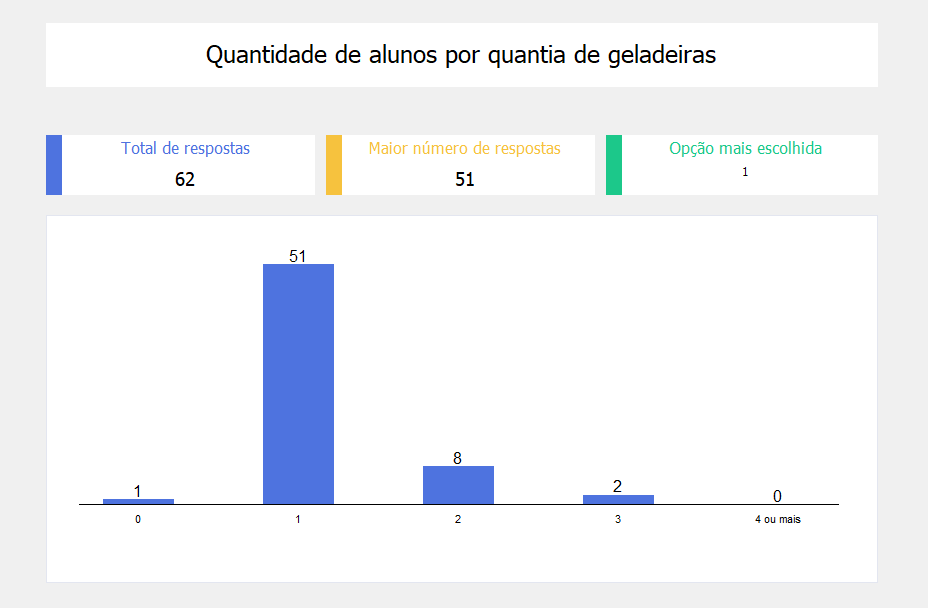 Quantidade de alunos por quantia de geladeiras
Total de respostas
62
Maior número de respostas
51
Opção mais escolhida
1
51
8
2
1
0
0
1
2
3
4 ou mais